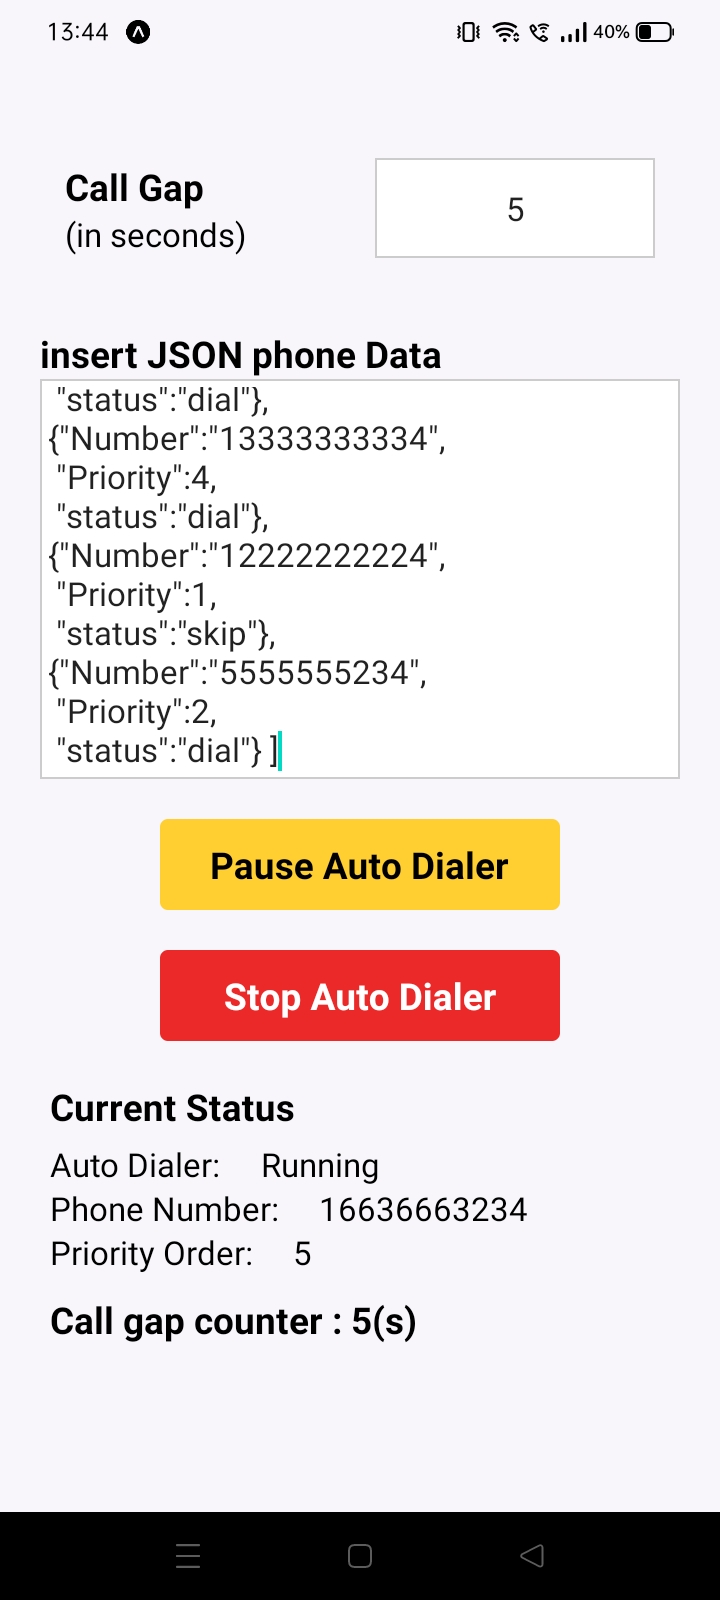 13:44
40%
Call Gap
(in seconds)
5
insert JSON phone Data
"status":"dial"},
{"Number":"13333333334",
"Priority":4,
"status":"dial"},
{"Number":"12222222224",
"Priority":1,
"status":"skip"},
{"Number":"5555555234",
"Priority":2,
"status":"dial"} ]
Pause Auto Dialer
Stop Auto Dialer
Current Status
Auto Dialer: Running
Phone Number: 16636663234
Priority Order: 5
Call gap counter : 5(s)